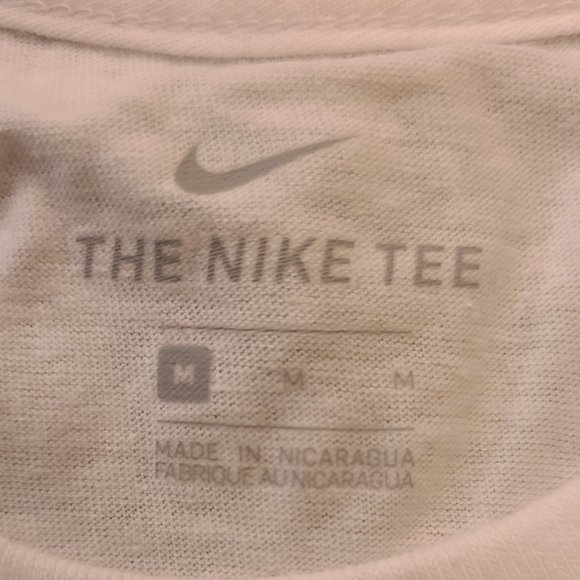 THE NIKE TEE
M M M
MADE IN NICARAGUA
FABRIQUE AU NICARAGUA